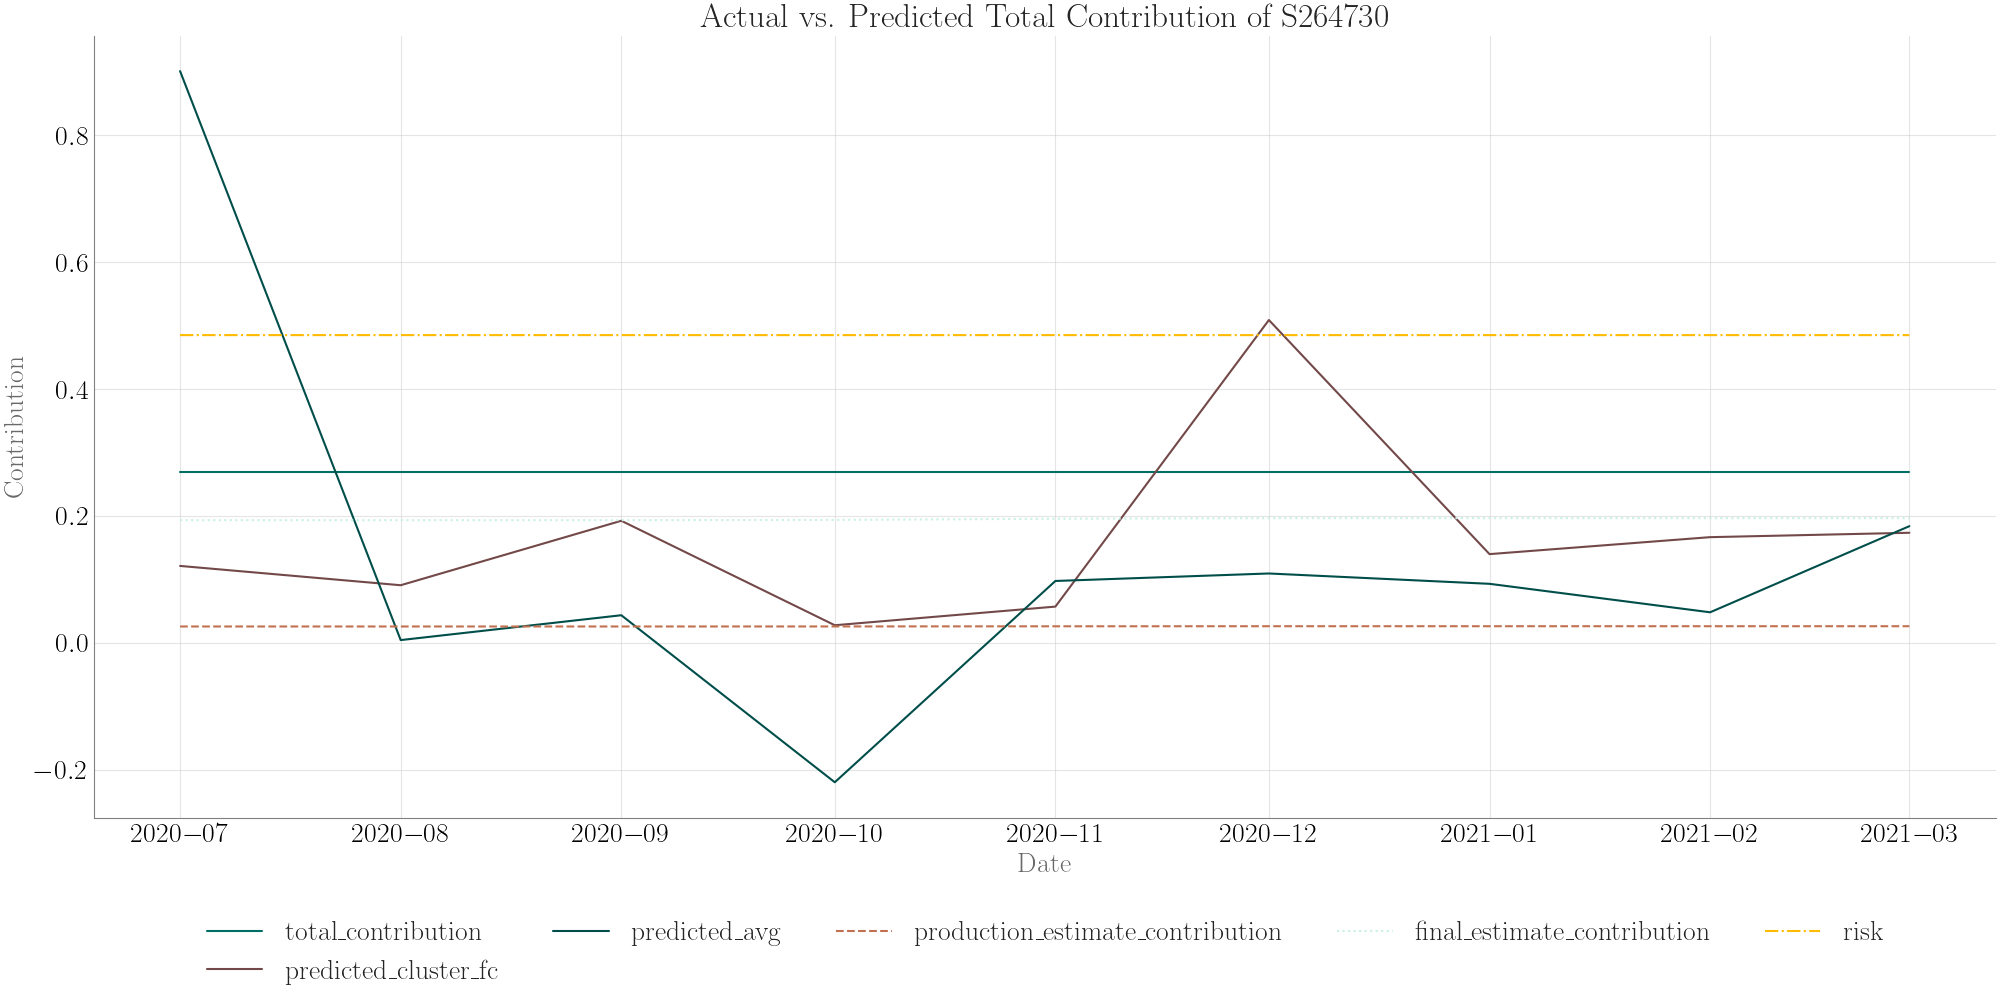 Actual vs. Predicted Total Contribution of S264730
Contribution
0.8
0.6
0.4
0.2
0.0
−0.2
2020−07 2020−08 2020−09 2020−10 2020−11 2020−12 2021−01 2021−02 2021−03
Date
total_contribution predicted_avg production_estimate_contribution final_estimate_contribution risk
predicted_cluster_fc